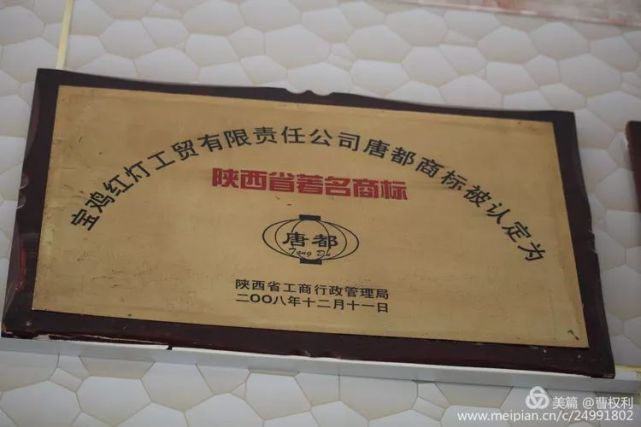 宝鸡红灯工贸有限责任公司唐都商标被认定为
陕西省著名商标
唐都
Tang Du
陕西省工商行政管理局
二〇〇八年十二月十一日
美篇 @曹权利
www.meipian.cn/c/24991802